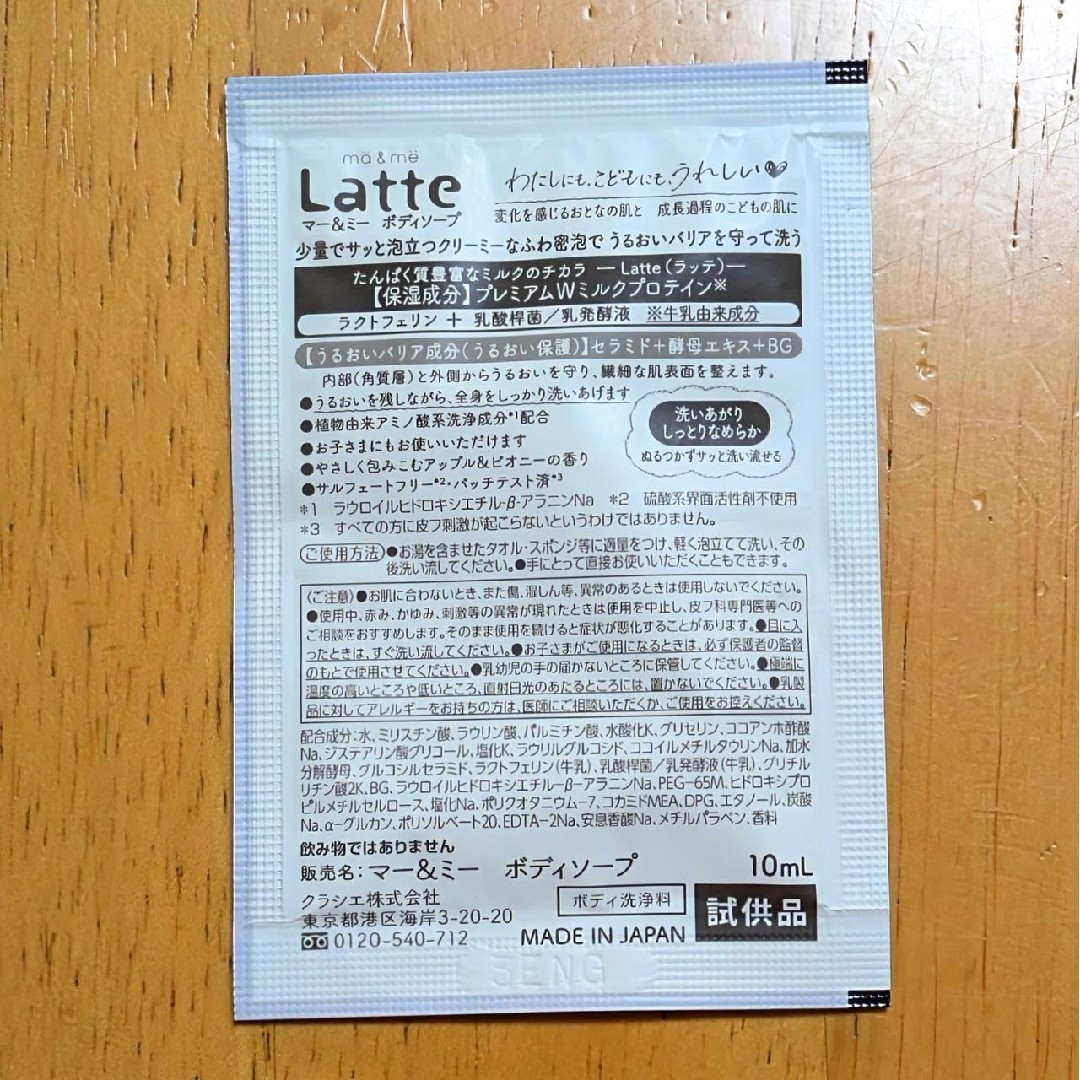 mä & më
Latte
マー&ミー ボディソープ
わたしにも、こどもにも、うれしい
変化を感じるおとなの肌と 成長過程のこどもの肌に
少量でサッと泡立つクリーミーなふわ密泡で うるおいバリアを守って洗う
たんぱく質豊富なミルクのチカラ ―Latte(ラッテ)―
【保湿成分】プレミアムWミルクプロテイン※
ラクトフェリン + 乳酸桿菌/乳発酵液 ※牛乳由来成分
【うるおいバリア成分(うるおい保護)】セラミド+酵母エキス+BG
内部(角質層)と外側からうるおいを守り、繊細な肌表面を整えます。
●うるおいを残しながら、全身をしっかり洗いあげます
●植物由来アミノ酸系洗浄成分*1配合
●お子さまにもお使いいただけます
●やさしく包みこむアップル&ピオニーの香り
●サルフェートフリー*2・パッチテスト済*3
洗いあがり
しっとりなめらか
ぬるつかずサッと洗い流せる
*1 ラウロイルヒドロキシエチル-β-アラニンNa *2 硫酸系界面活性剤不使用
*3 すべての方に皮フ刺激が起こらないというわけではありません。
ご使用方法 ●お湯を含ませたタオル・スポンジ等に適量をつけ、軽く泡立てて洗い、その
後洗い流してください。●手にとって直接お使いいただくこともできます。
〈ご注意〉●お肌に合わないとき、また傷、湿しん等、異常のあるときは使用しないでください。
●使用中、赤み、かゆみ、刺激等の異常が現れたときは使用を中止し、皮フ科専門医等への
ご相談をおすすめします。そのまま使用を続けると症状が悪化することがあります。●目に入
ったときは、すぐ洗い流してください。●お子さまがご使用になるときは、必ず保護者の監督
のもとで使用させてください。●乳幼児の手の届かないところに保管してください。●極端に
温度の高いところや低いところ、直射日光のあたるところには、置かないでください。●乳製
品に対してアレルギーをお持ちの方は、医師にご相談いただくか、ご使用をお控えください。
配合成分:水、ミリスチン酸、ラウリン酸、パルミチン酸、水酸化K、グリセリン、ココアンホ酢酸
Na、ジステアリン酸グリコール、塩化K、ラウリルグルコシド、ココイルメチルタウリンNa、加水
分解酵母、グルコシルセラミド、ラクトフェリン(牛乳)、乳酸桿菌/乳発酵液(牛乳)、グリチル
リチン酸2K、BG、ラウロイルヒドロキシエチル-β-アラニンNa、PEG-65M、ヒドロキシプロ
ピルメチルセルロース、塩化Na、ポリクオタニウム-7、コカミドMEA、DPG、エタノール、炭酸
Na、α-グルカン、ポリソルベート20、EDTA-2Na、安息香酸Na、メチルパラベン、香料
飲み物ではありません
販売名:マー&ミー ボディソープ 10mL
クラシエ株式会社
東京都港区海岸3-20-20
0120-540-712
ボディ洗浄料
MADE IN JAPAN
試供品
5ENG